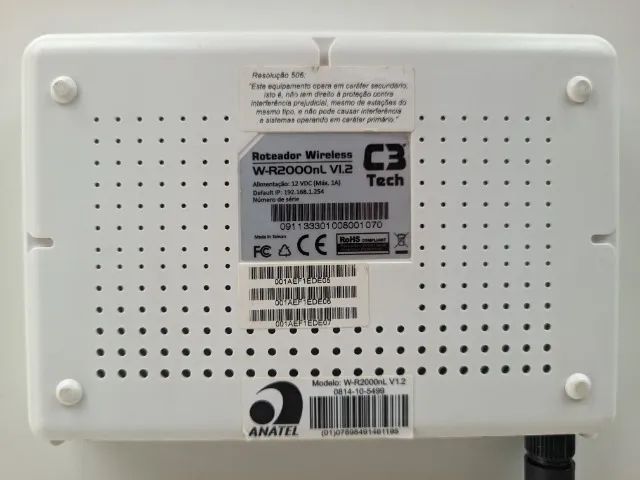 Resolução 506:
"Este equipamento opera em caráter secundário,
isto é, não tem direito à proteção contra
interferência prejudicial, mesmo de estações do
mesmo tipo, e não pode causar interferência
a sistemas operando em caráter primário."
Roteador Wireless
W-R2000nL V1.2
C3 Tech
Alimentação: 12 VDC (Máx. 1A)
Default IP: 192.168.1.254
Número de série
091133301008001070
Made in Taiwan
FC CE RoHS COMPLIANT
001AEF1EDE05
001AEF1EDE06
001AEF1EDE07
Modelo: W-R2000nL V1.2
0814-10-5499
ANATEL
(01)07898491461195